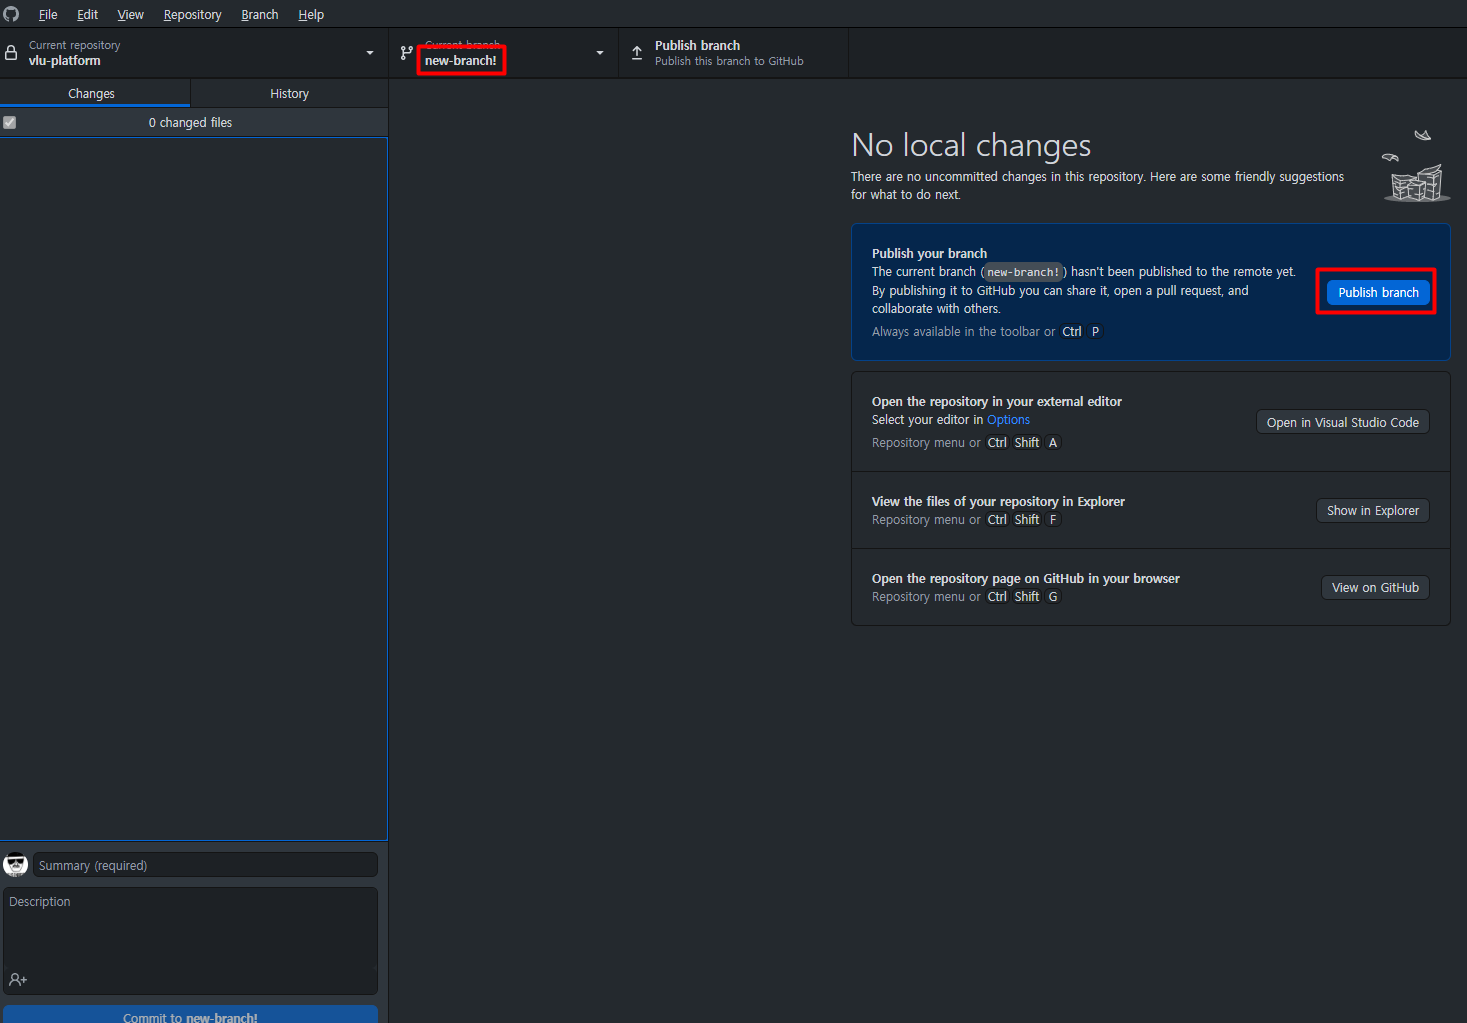 File Edit View Repository Branch Help
Current repository
vlu-platform
Current branch
new-branch!
Publish branch
Publish this branch to GitHub
Changes
History
0 changed files
No local changes
There are no uncommitted changes in this repository. Here are some friendly suggestions
for what to do next.
Publish your branch
The current branch (new-branch!) hasn't been published to the remote yet.
By publishing it to GitHub you can share it, open a pull request, and
collaborate with others.
Always available in the toolbar or Ctrl P
Publish branch
Open the repository in your external editor
Select your editor in Options
Repository menu or Ctrl Shift A
Open in Visual Studio Code
View the files of your repository in Explorer
Repository menu or Ctrl Shift F
Show in Explorer
Open the repository page on GitHub in your browser
Repository menu or Ctrl Shift G
View on GitHub
Summary (required)
Description
Commit to new-branch!